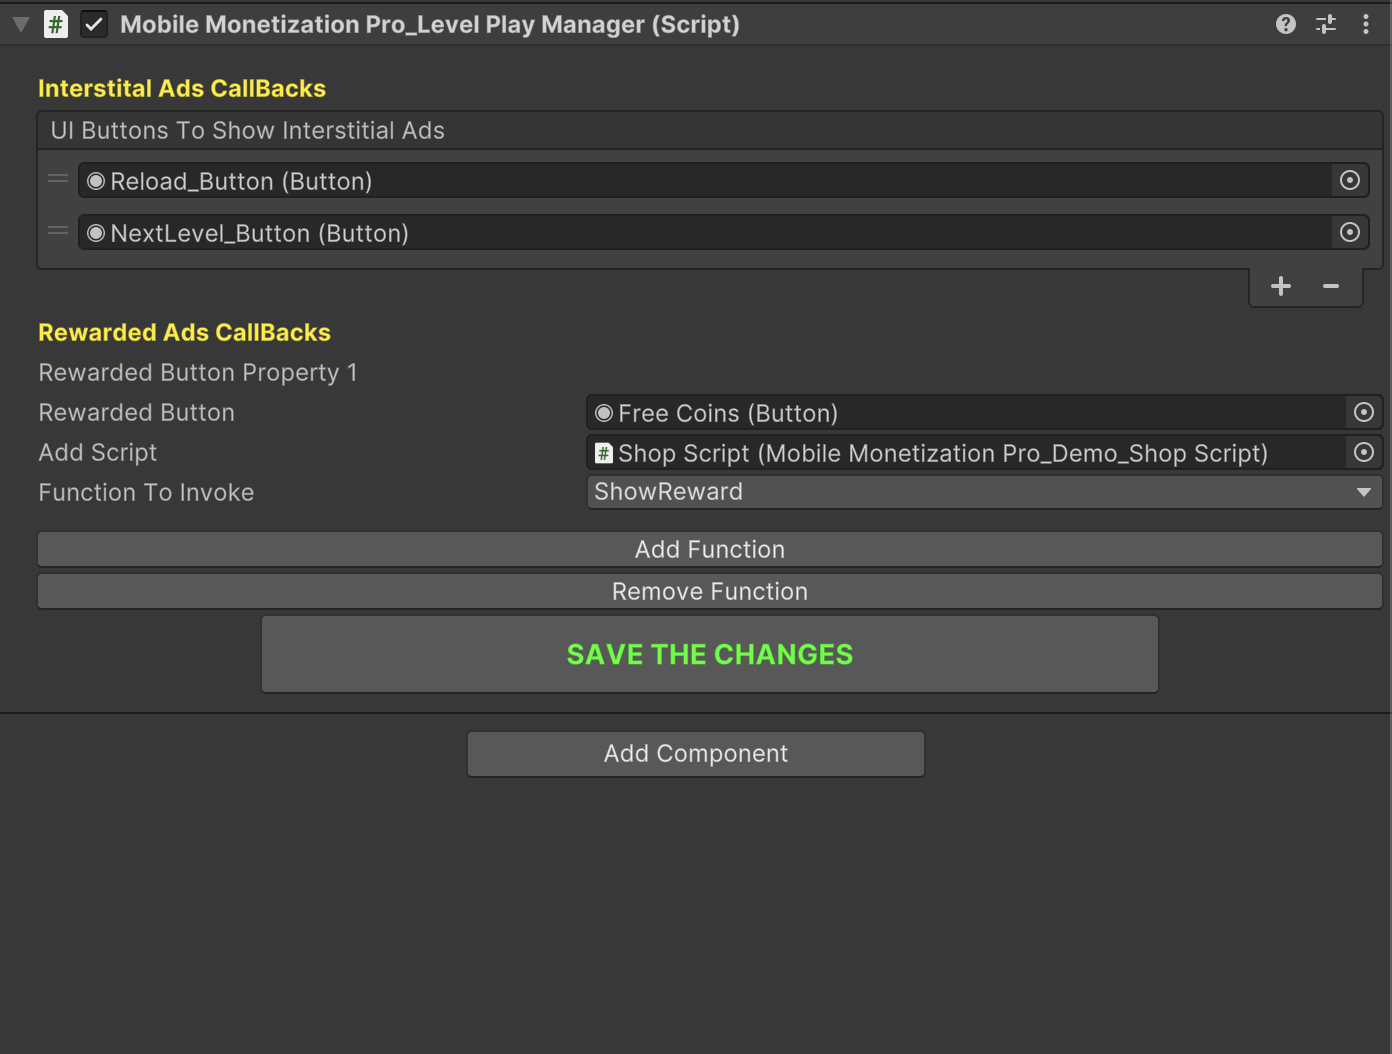 Mobile Monetization Pro_Level Play Manager (Script)
Interstital Ads CallBacks
UI Buttons To Show Interstitial Ads
Reload_Button (Button)
NextLevel_Button (Button)
Rewarded Ads CallBacks
Rewarded Button Property 1
Rewarded Button Free Coins (Button)
Add Script # Shop Script (Mobile Monetization Pro_Demo_Shop Script)
Function To Invoke ShowReward
Add Function
Remove Function
SAVE THE CHANGES
Add Component